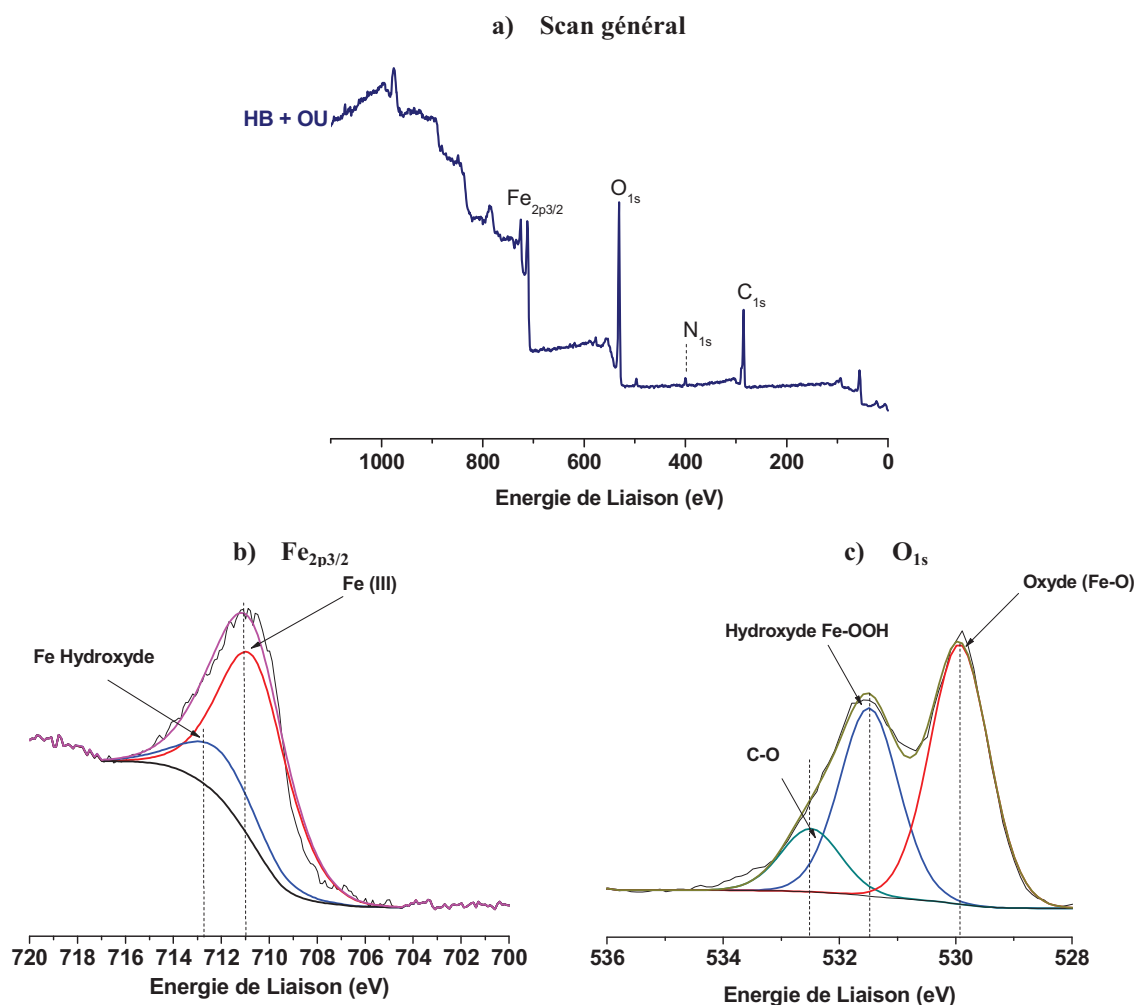 a) Scan général
HB + OU
Fe2p3/2
O1s
N1s
C1s
1000 800 600 400 200 0
Energie de Liaison (eV)
b) Fe2p3/2
Fe (III)
Fe Hydroxyde
720 718 716 714 712 710 708 706 704 702 700
Energie de Liaison (eV)
c) O1s
Oxyde (Fe-O)
Hydroxyde Fe-OOH
C-O
536 534 532 530 528
Energie de Liaison (eV)